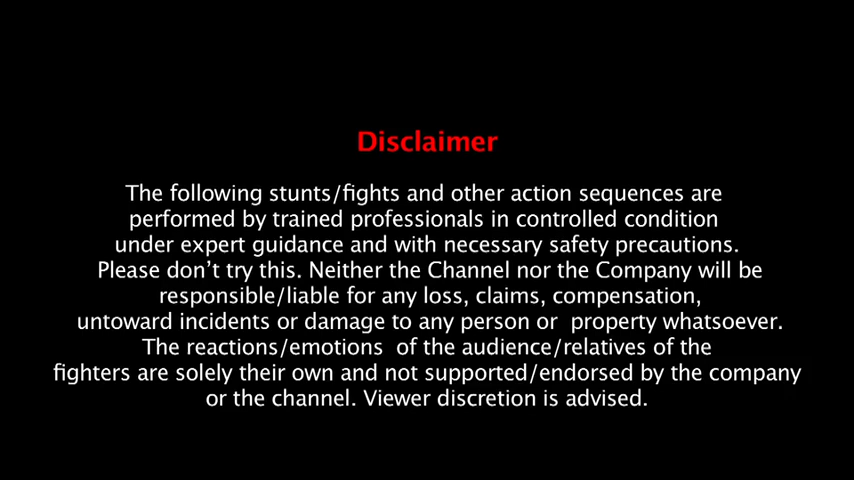 Disclaimer
The following stunts/fights and other action sequences are
performed by trained professionals in controlled condition
under expert guidance and with necessary safety precautions.
Please don't try this. Neither the Channel nor the Company will be
responsible/liable for any loss, claims, compensation,
untoward incidents or damage to any person or  property whatsoever.
The reactions/emotions  of the audience/relatives of the
fighters are solely their own and not supported/endorsed by the company
or the channel. Viewer discretion is advised.